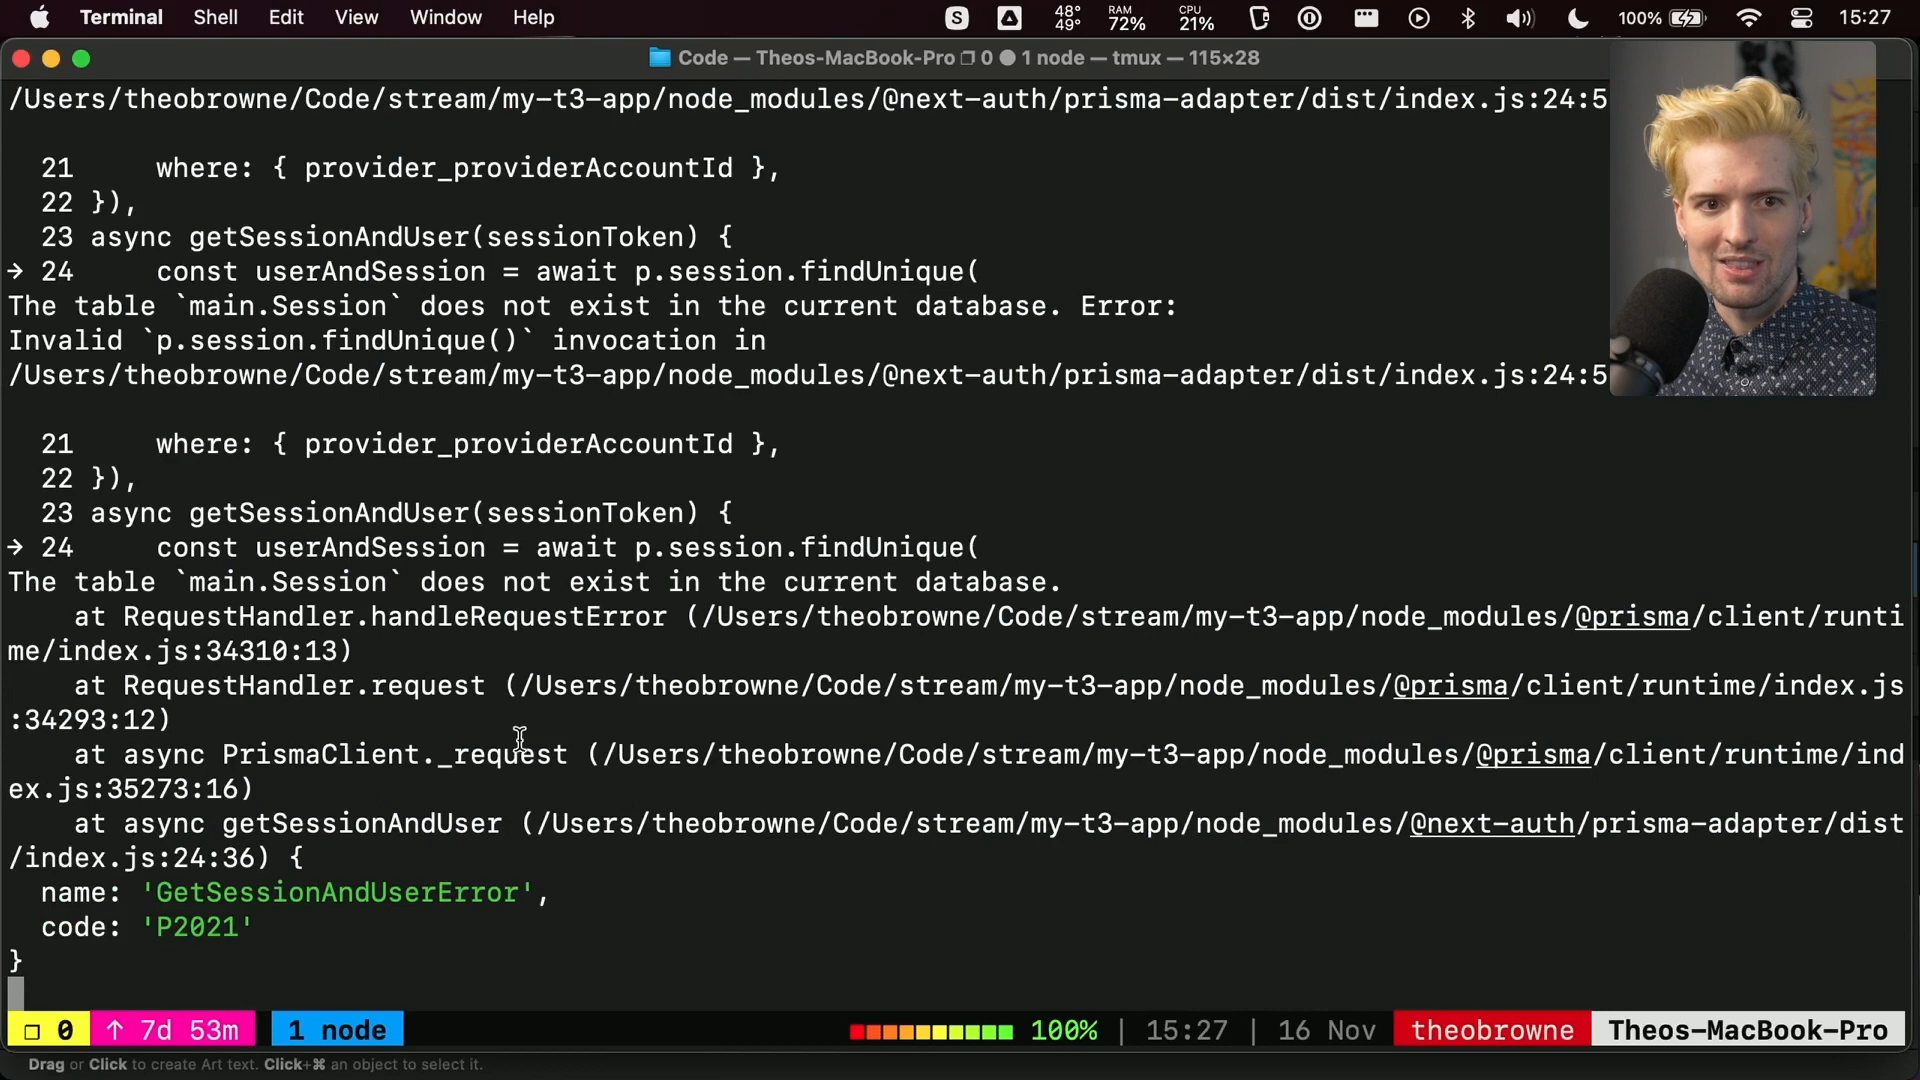 Terminal Shell Edit View Window Help S 48° 49° RAM 72% CPU 21% 100% 15:27
Code — Theos-MacBook-Pro 0 1 node — tmux — 115×28
/Users/theobrowne/Code/stream/my-t3-app/node_modules/@next-auth/prisma-adapter/dist/index.js:24:5
21     where: { provider_providerAccountId },
22 }),
23 async getSessionAndUser(sessionToken) {
→ 24     const userAndSession = await p.session.findUnique(
The table `main.Session` does not exist in the current database. Error:
Invalid `p.session.findUnique()` invocation in
/Users/theobrowne/Code/stream/my-t3-app/node_modules/@next-auth/prisma-adapter/dist/index.js:24:5
21     where: { provider_providerAccountId },
22 }),
23 async getSessionAndUser(sessionToken) {
→ 24     const userAndSession = await p.session.findUnique(
The table `main.Session` does not exist in the current database.
at RequestHandler.handleRequestError (/Users/theobrowne/Code/stream/my-t3-app/node_modules/@prisma/client/runti
me/index.js:34310:13)
at RequestHandler.request (/Users/theobrowne/Code/stream/my-t3-app/node_modules/@prisma/client/runtime/index.js
:34293:12)
at async PrismaClient._request (/Users/theobrowne/Code/stream/my-t3-app/node_modules/@prisma/client/runtime/ind
ex.js:35273:16)
at async getSessionAndUser (/Users/theobrowne/Code/stream/my-t3-app/node_modules/@next-auth/prisma-adapter/dist
/index.js:24:36) {
name: 'GetSessionAndUserError',
code: 'P2021'
}
0 ↑ 7d 53m 1 node 100% | 15:27 | 16 Nov theobrowne Theos-MacBook-Pro
Drag or Click to create Art text. Click+⌘ an object to select it.